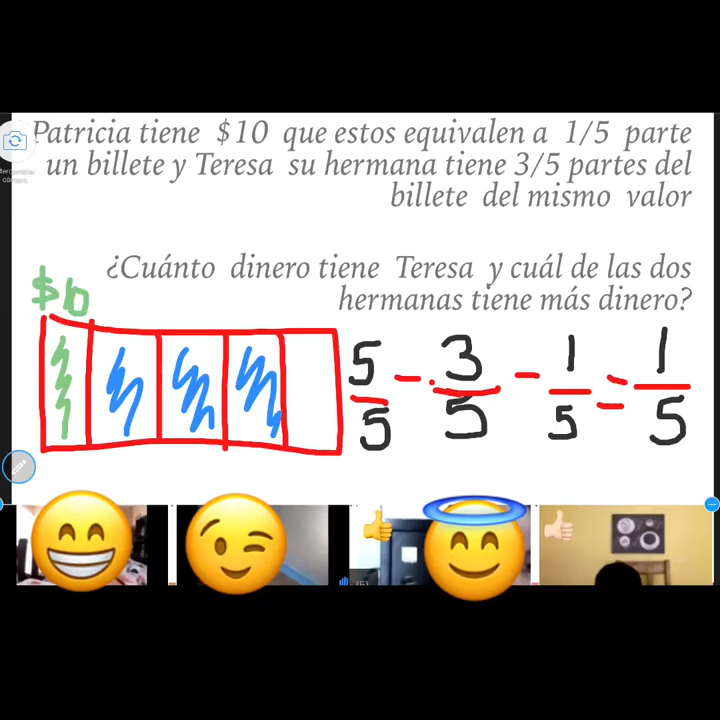 Patricia tiene $10 que estos equivalen a 1/5 parte
un billete y Teresa su hermana tiene 3/5 partes del
billete del mismo valor
¿Cuánto dinero tiene Teresa y cuál de las dos
hermanas tiene más dinero?
$10
5/5 - 3/5 - 1/5 = 1/5